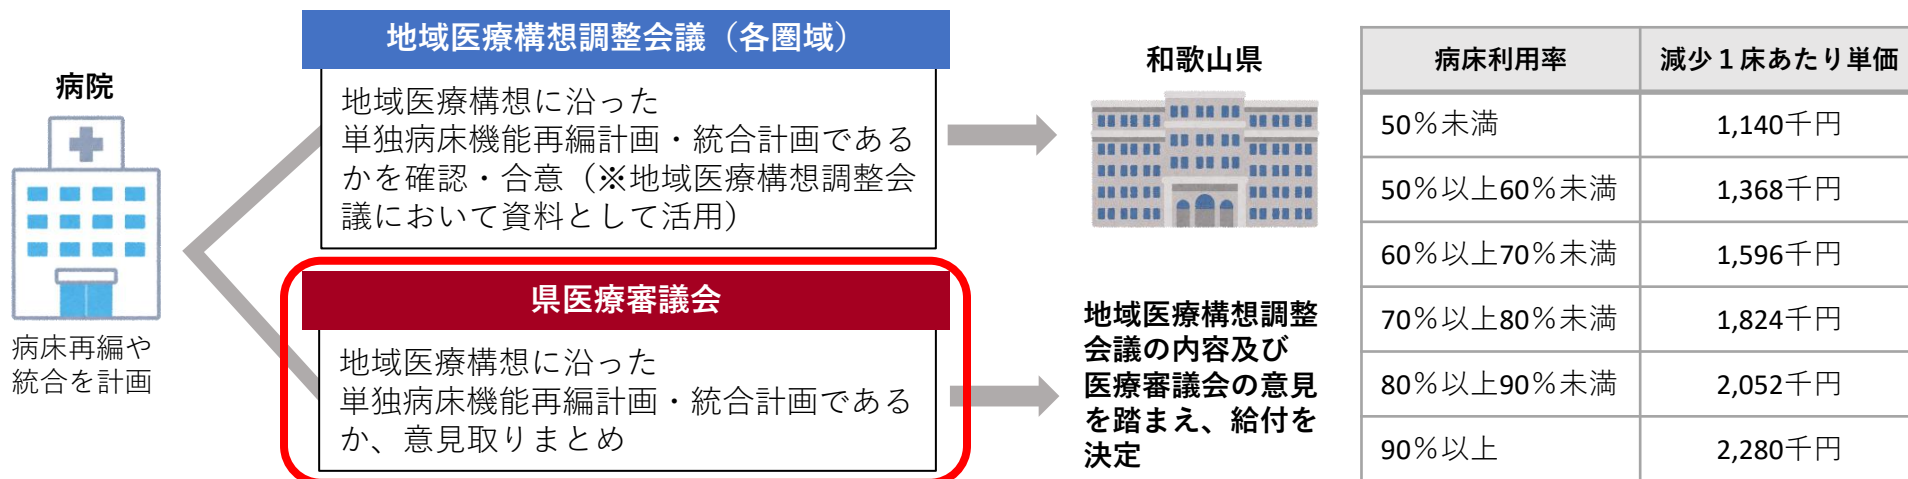 病院
病床再編や
統合を計画
地域医療構想調整会議（各圏域）
地域医療構想に沿った
単独病床機能再編計画・統合計画である
かを確認・合意（※地域医療構想調整会
議において資料として活用）
県医療審議会
地域医療構想に沿った
単独病床機能再編計画・統合計画である
か、意見取りまとめ
和歌山県
地域医療構想調整
会議の内容及び
医療審議会の意見
を踏まえ、給付を
決定
病床利用率 減少１床あたり単価
50％未満 1,140千円
50％以上60％未満 1,368千円
60％以上70％未満 1,596千円
70％以上80％未満 1,824千円
80％以上90％未満 2,052千円
90％以上 2,280千円